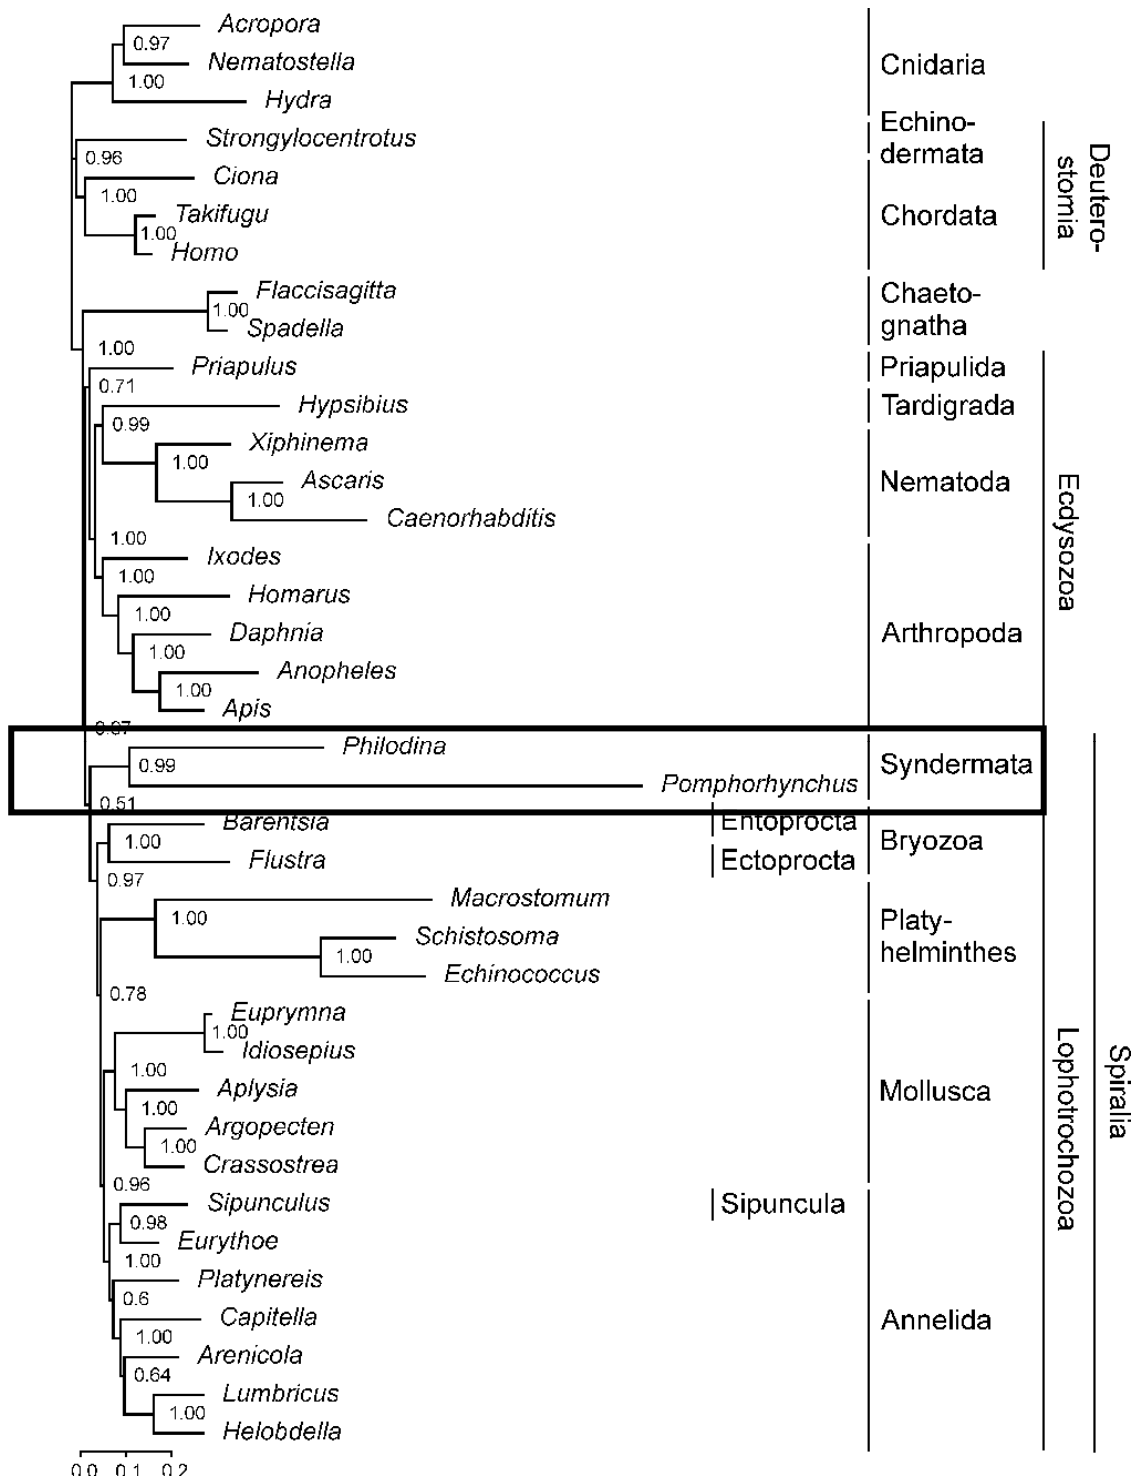 Acropora
0.97
Nematostella
Cnidaria
1.00
Hydra
Echino-
Strongylocentrotus
dermata
0.96
Ciona
1.00
Takifugu
Chordata
1.00
Homo
Deutero-
stomia
Flaccisagitta
Chaeto-
1.00
Spadella
gnatha
1.00
Priapulus
Priapulida
0.71
Hypsibius
Tardigrada
0.99
Xiphinema
1.00
Ascaris
Nematoda
1.00
Caenorhabditis
Ecdysozoa
1.00
Ixodes
1.00
Homarus
1.00
Daphnia
Arthropoda
1.00
Anopheles
1.00
Apis
Philodina
0.99
Syndermata
Pomphorhynchus
0.51
Barentsia
Entoprocta
1.00
Bryozoa
Flustra
Ectoprocta
0.97
Macrostomum
1.00
Platy-
Schistosoma
helminthes
1.00
Echinococcus
0.78
Euprymna
1.00
Idiosepius
1.00
Aplysia
Mollusca
1.00
Argopecten
1.00
Crassostrea
Lophotrochozoa
Spiralia
0.96
Sipunculus
Sipuncula
0.98
Eurythoe
1.00
Platynereis
0.6
Capitella
Annelida
1.00
Arenicola
0.64
Lumbricus
1.00
Helobdella
0.0 0.1 0.2